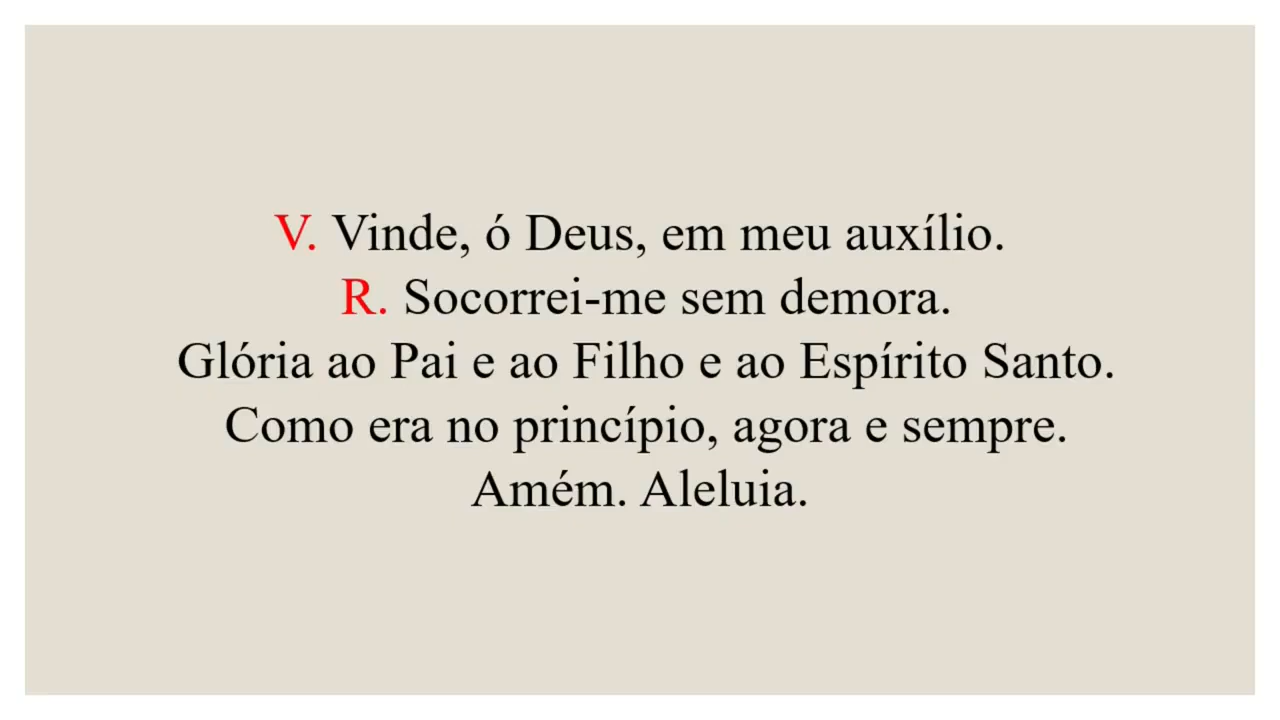 V. Vinde, ó Deus, em meu auxílio.
R. Socorrei-me sem demora.
Glória ao Pai e ao Filho e ao Espírito Santo.
Como era no princípio, agora e sempre.
Amém. Aleluia.